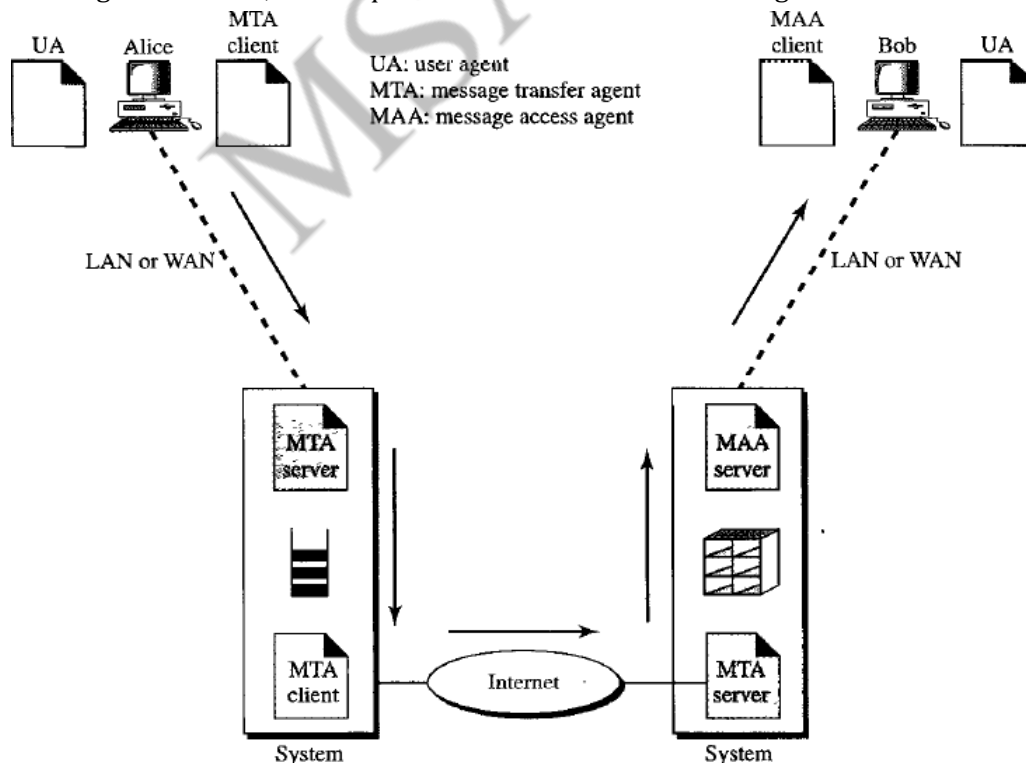 MTA
MAA
UA
Alice
client
client
Bob
UA
UA: user agent
MTA: message transfer agent
MAA: message access agent
MSA
LAN or WAN
LAN or WAN
MTA
server
MAA
server
MTA
client
Internet
MTA
server
System
System